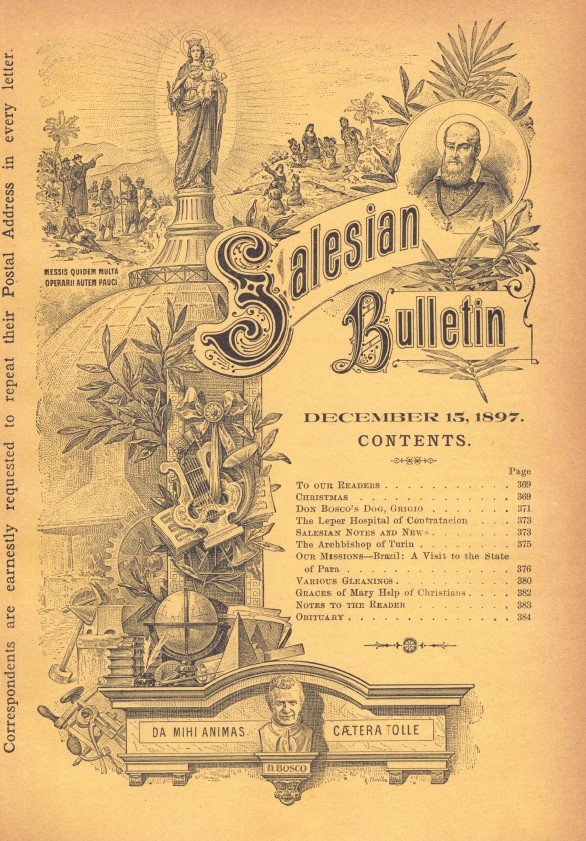 Correspondents are earnestly requested to repeat their Postal Address in every letter.
MESSIS QUIDEM MULTA
OPERARII AUTEM PAUCI
Salesian
Bulletin
DECEMBER 15, 1897.
CONTENTS.
Page
TO OUR READERS . . . . . . . . . . . 369
CHRISTMAS . . . . . . . . . . . . . 369
DON BOSCO'S DOG, GRIGIO . . . . . . . 371
The Leper Hospital of Contratacion . . . 373
SALESIAN NOTES AND NEWS . . . . . . . 373
The Archbishop of Turin . . . . . . . . 375
OUR MISSIONS—Brazil: A Visit to the State
of Para . . . . . . . . . . . . . . 376
VARIOUS GLEANINGS . . . . . . . . . . 380
GRACES of Mary Help of Christians . . . . 382
NOTES TO THE READER . . . . . . . . . 383
OBITUARY . . . . . . . . . . . . . . 384
DA MIHI ANIMAS CÆTERA TOLLE
D. BOSCO